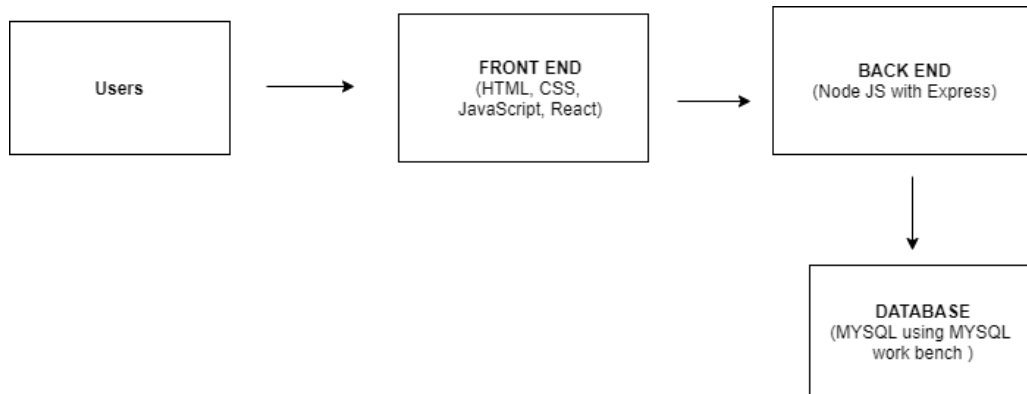 Users
FRONT END
(HTML, CSS,
JavaScript, React)
BACK END
(Node JS with Express)
DATABASE
(MYSQL using MYSQL
work bench )